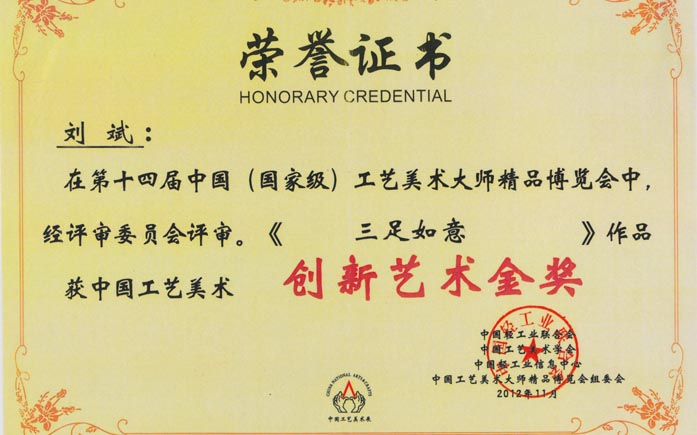 荣誉证书
HONORARY CREDENTIAL
刘 斌：
在第十四届中国（国家级）工艺美术大师精品博览会中，
经评审委员会评审。《 三足如意 》作品
获中国工艺美术 创新艺术金奖
中国轻工业联合会
中国工艺美术学会
中国轻工业信息中心
中国工艺美术大师精品博览会组委会
2012年11月
CHINA NATIONAL ARTS&CRAFTS
中国工艺美术展